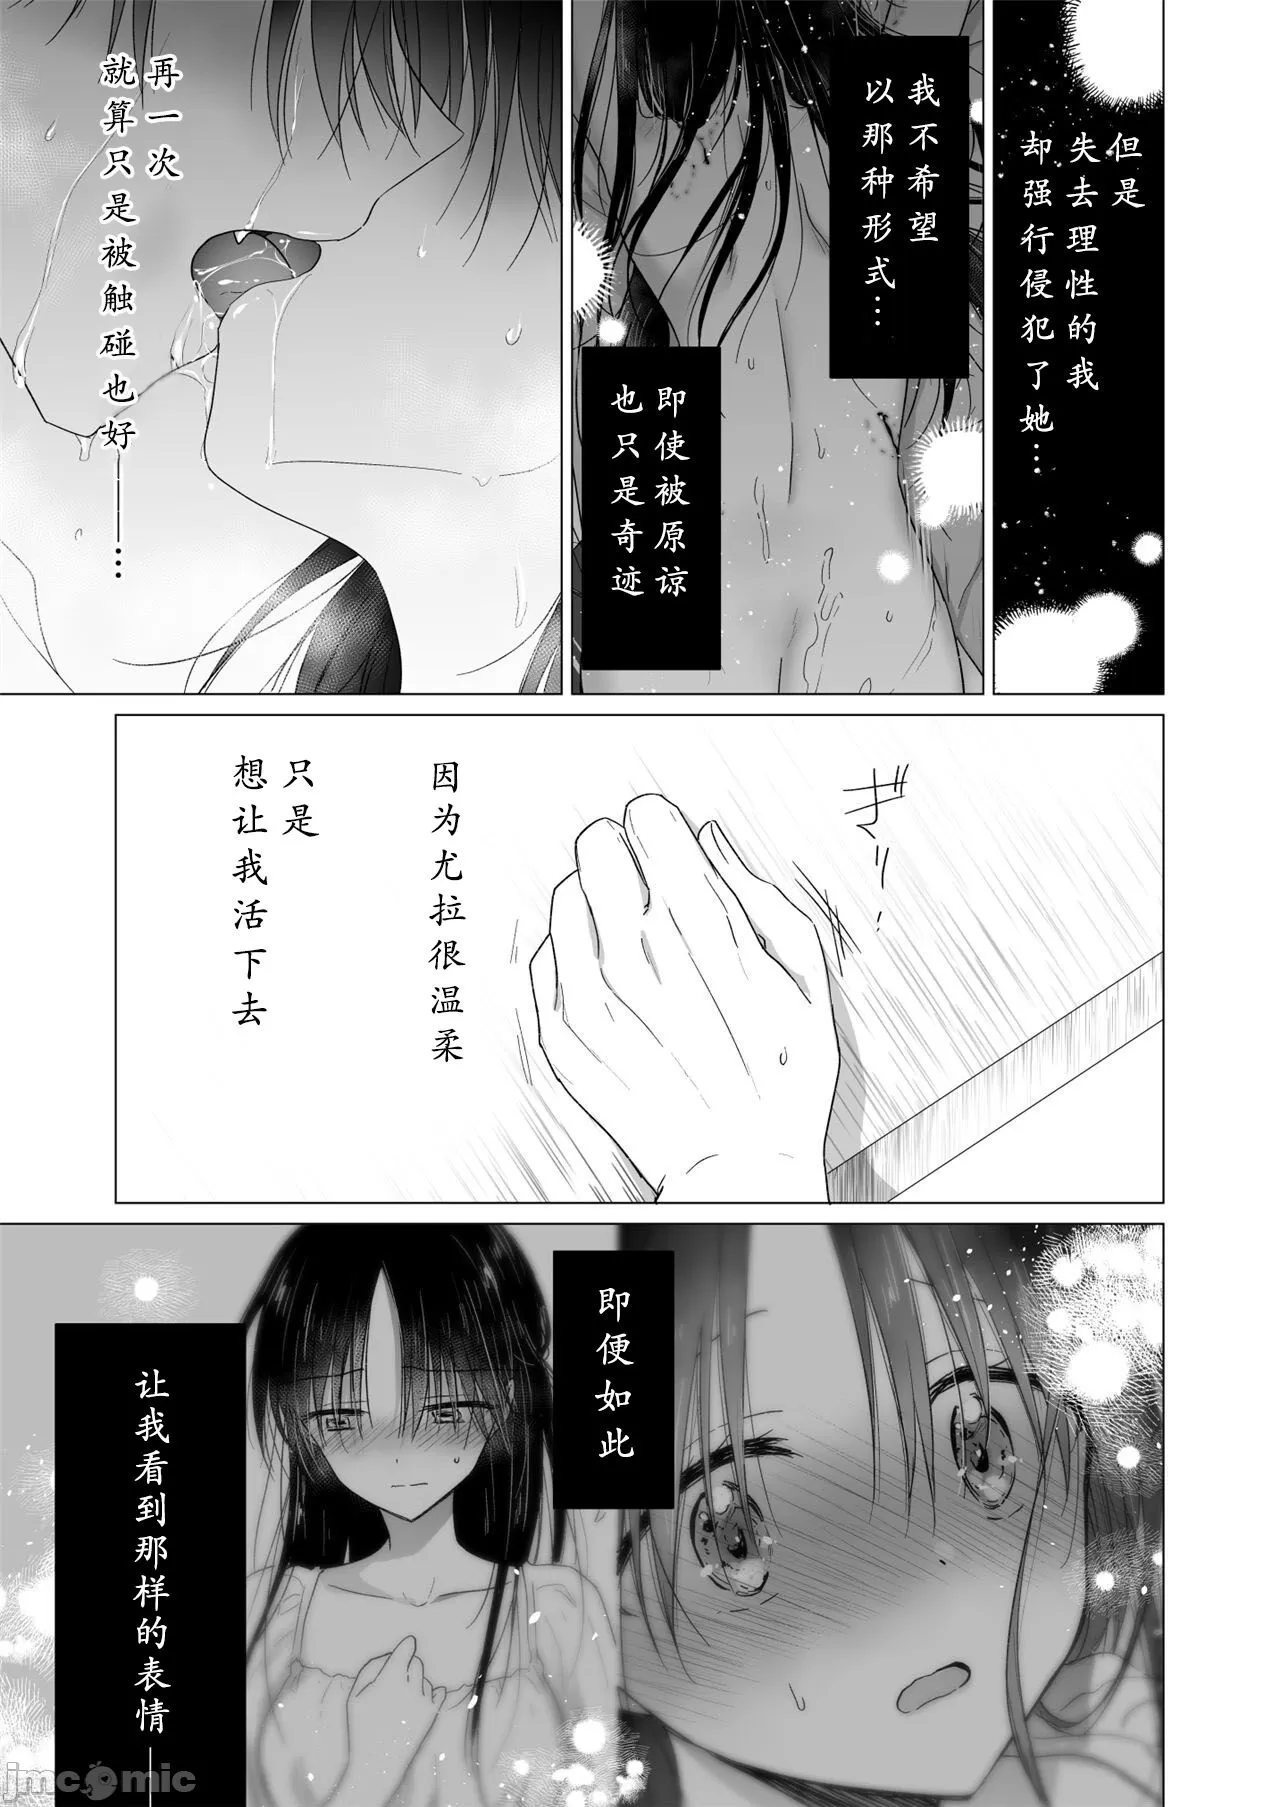 但是
失去理性的我
却强行侵犯了她…
我不希望
以那种形式…
即使被原谅
也只是奇迹
再一次
就算只是被触碰也好——…
ギリッ
因为尤拉很温柔
只是
想让我活下去
即便如此
让我看到那样的表情——
jmcomic